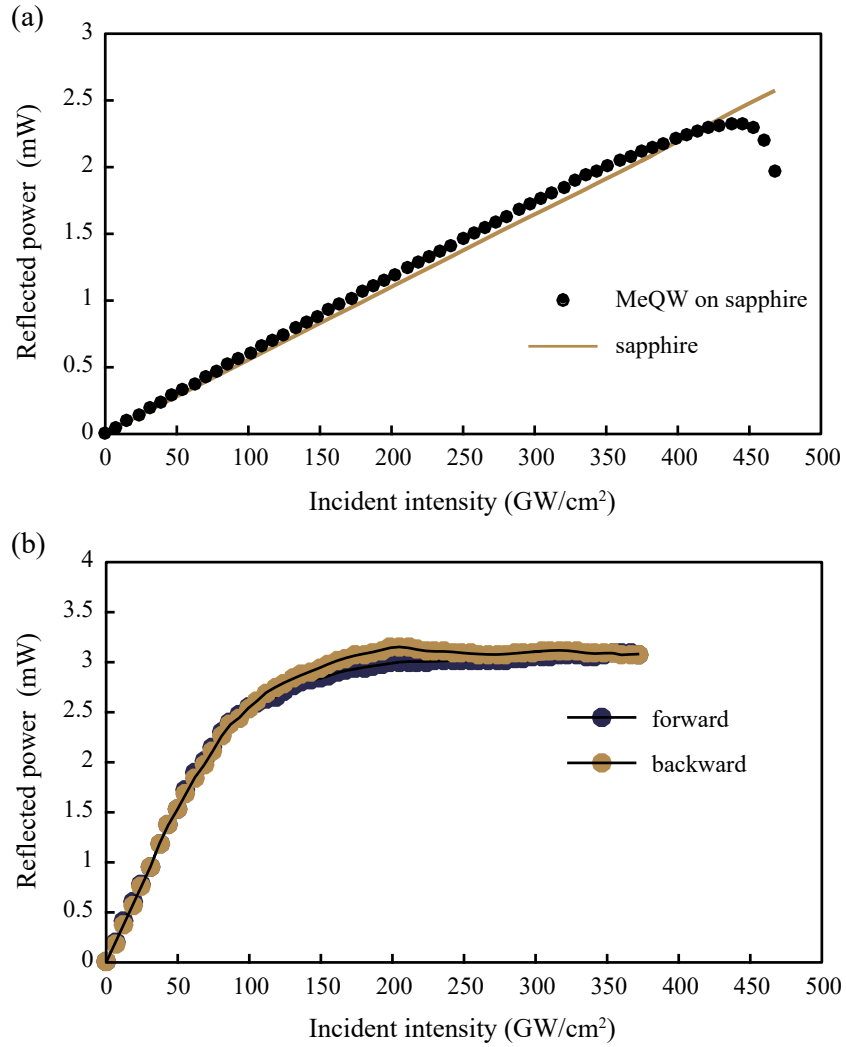 (a)
3
2.5
2
1.5
1
0.5
0
Reflected power (mW)
MeQW on sapphire
sapphire
0 50 100 150 200 250 300 350 400 450 500
Incident intensity (GW/cm²)
(b)
4
3.5
3
2.5
2
1.5
1
0.5
0
Reflected power (mW)
forward
backward
0 50 100 150 200 250 300 350 400 450 500
Incident intensity (GW/cm²)